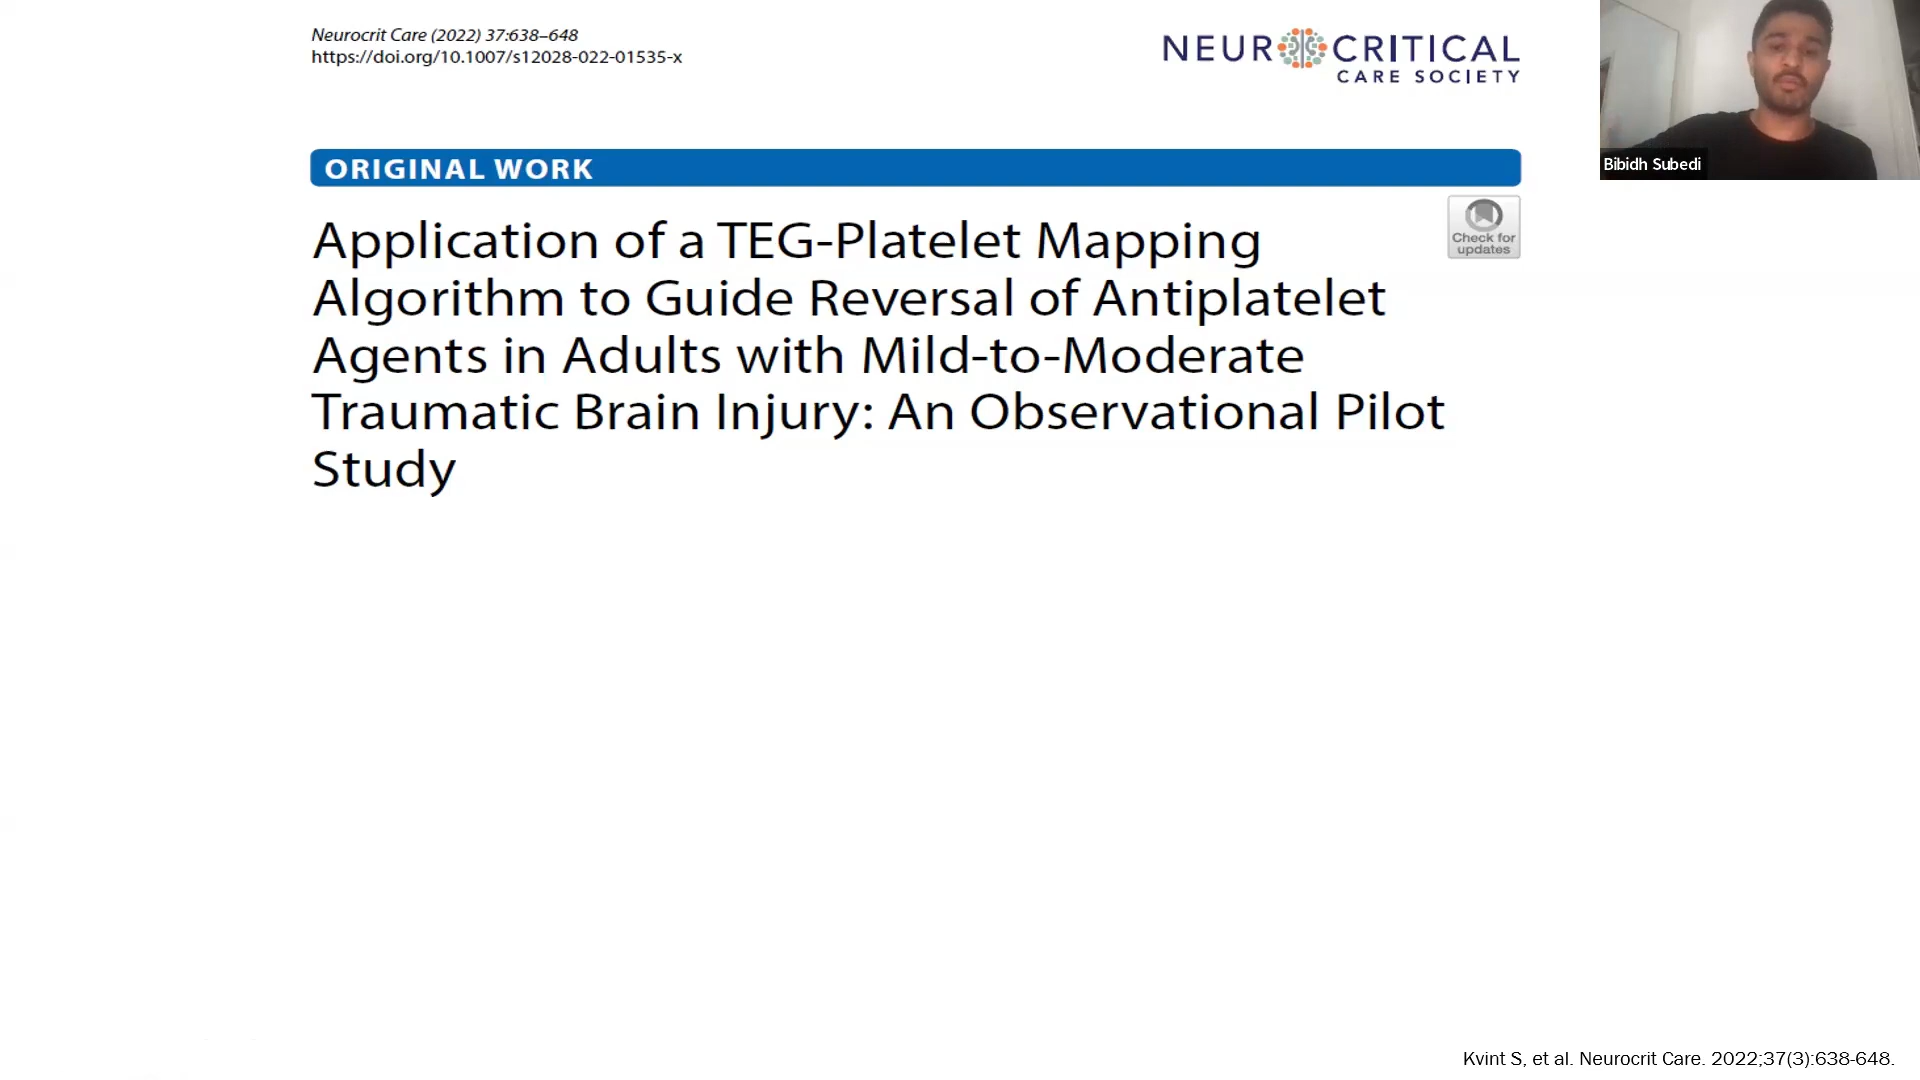 Neurocrit Care (2022) 37:638–648
https://doi.org/10.1007/s12028-022-01535-x
NEUROCRITICAL
CARE SOCIETY
Bibidh Subedi
ORIGINAL WORK
Check for
updates
Application of a TEG-Platelet Mapping
Algorithm to Guide Reversal of Antiplatelet
Agents in Adults with Mild-to-Moderate
Traumatic Brain Injury: An Observational Pilot
Study
Kvint S, et al. Neurocrit Care. 2022;37(3):638-648.